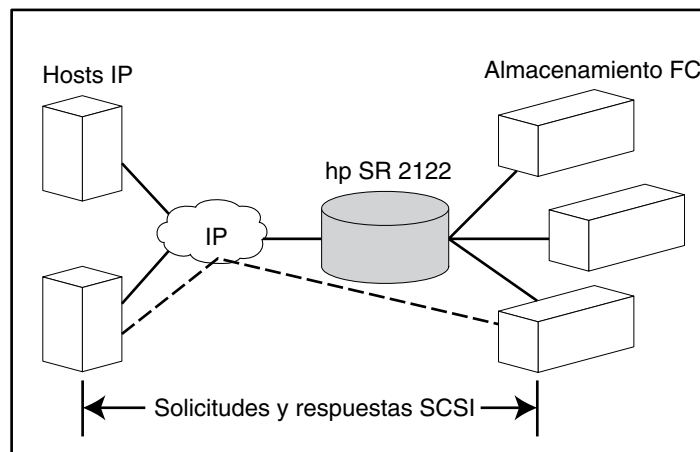 Hosts IP
Almacenamiento FC
hp SR 2122
IP
Solicitudes y respuestas SCSI